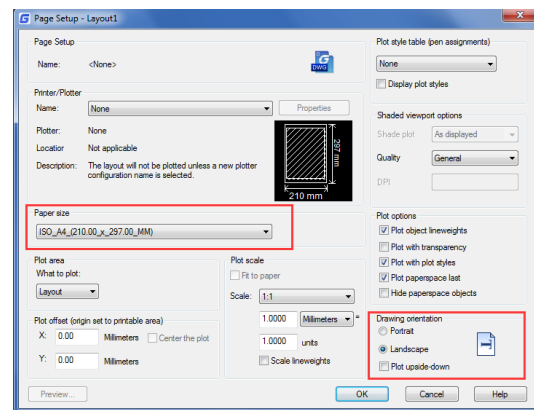 Page Setup - Layout1
Page Setup
Name: <None>
DWG
Printer/Plotter
Name: None Properties
Plotter: None
Locatior Not applicable
Description: The layout will not be plotted unless a new plotter
configuration name is selected.
297 mm
210 mm
Paper size
ISO_A4_(210.00_x_297.00_MM)
Plot area
What to plot:
Layout
Plot offset (origin set to printable area)
X: 0.00 Millimeters Center the plot
Y: 0.00 Millimeters
Plot scale
Fit to paper
Scale: 1:1
1.0000 Millimeters =
1.0000 units
Scale lineweights
Plot style table (pen assignments)
None
Display plot styles
Shaded viewport options
Shade plot As displayed
Quality General
DPI
Plot options
Plot object lineweights
Plot with transparency
Plot with plot styles
Plot paperspace last
Hide paperspace objects
Drawing orientation
Portrait
Landscape
Plot upside-down
Preview... OK Cancel Help